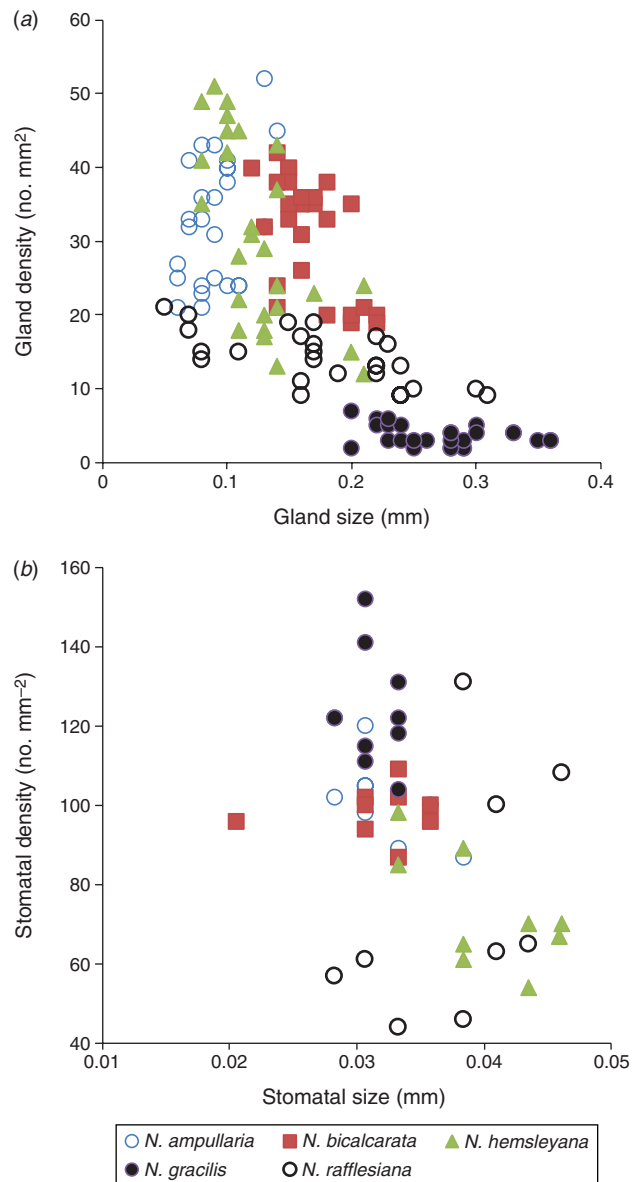 (a)
60
50
40
30
20
10
0
Gland density (no. mm²)
0 0.1 0.2 0.3 0.4
Gland size (mm)
(b)
160
140
120
100
80
60
40
Stomatal density (no. mm⁻²)
0.01 0.02 0.03 0.04 0.05
Stomatal size (mm)
N. ampullaria N. bicalcarata N. hemsleyana
N. gracilis N. rafflesiana